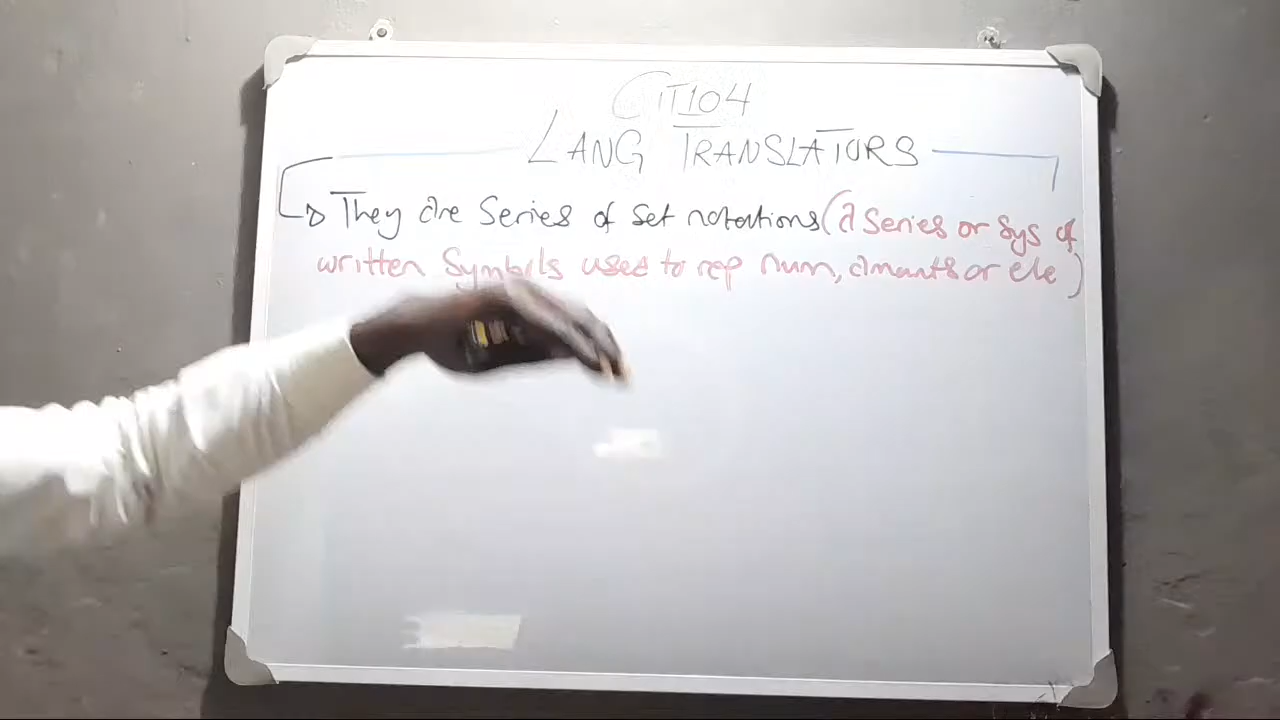 CIT104
LANG TRANSLATORS
They are Series of set notations (a Series or Sys of
written Symbols used to rep num, amounts or ele)